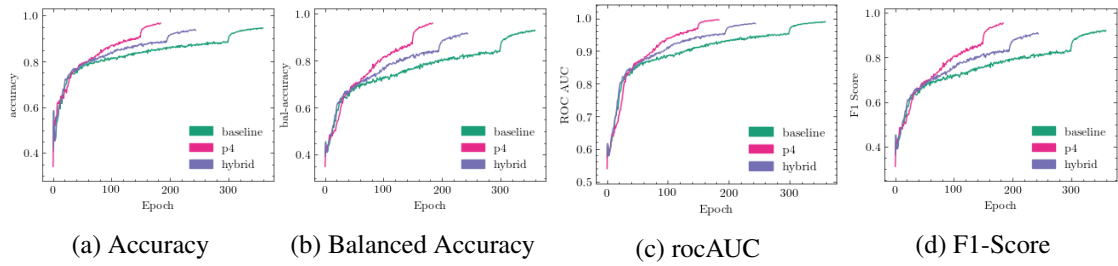 accuracy
1.0
0.8
0.6
0.4
baseline
p4
hybrid
0
100
200
300
Epoch
(a) Accuracy
bal-accuracy
1.0
0.8
0.6
0.4
baseline
p4
hybrid
0
100
200
300
Epoch
(b) Balanced Accuracy
ROC AUC
1.0
0.9
0.8
0.7
0.6
0.5
baseline
p4
hybrid
0
100
200
300
Epoch
(c) rocAUC
F1 Score
1.0
0.8
0.6
0.4
baseline
p4
hybrid
0
100
200
300
Epoch
(d) F1-Score